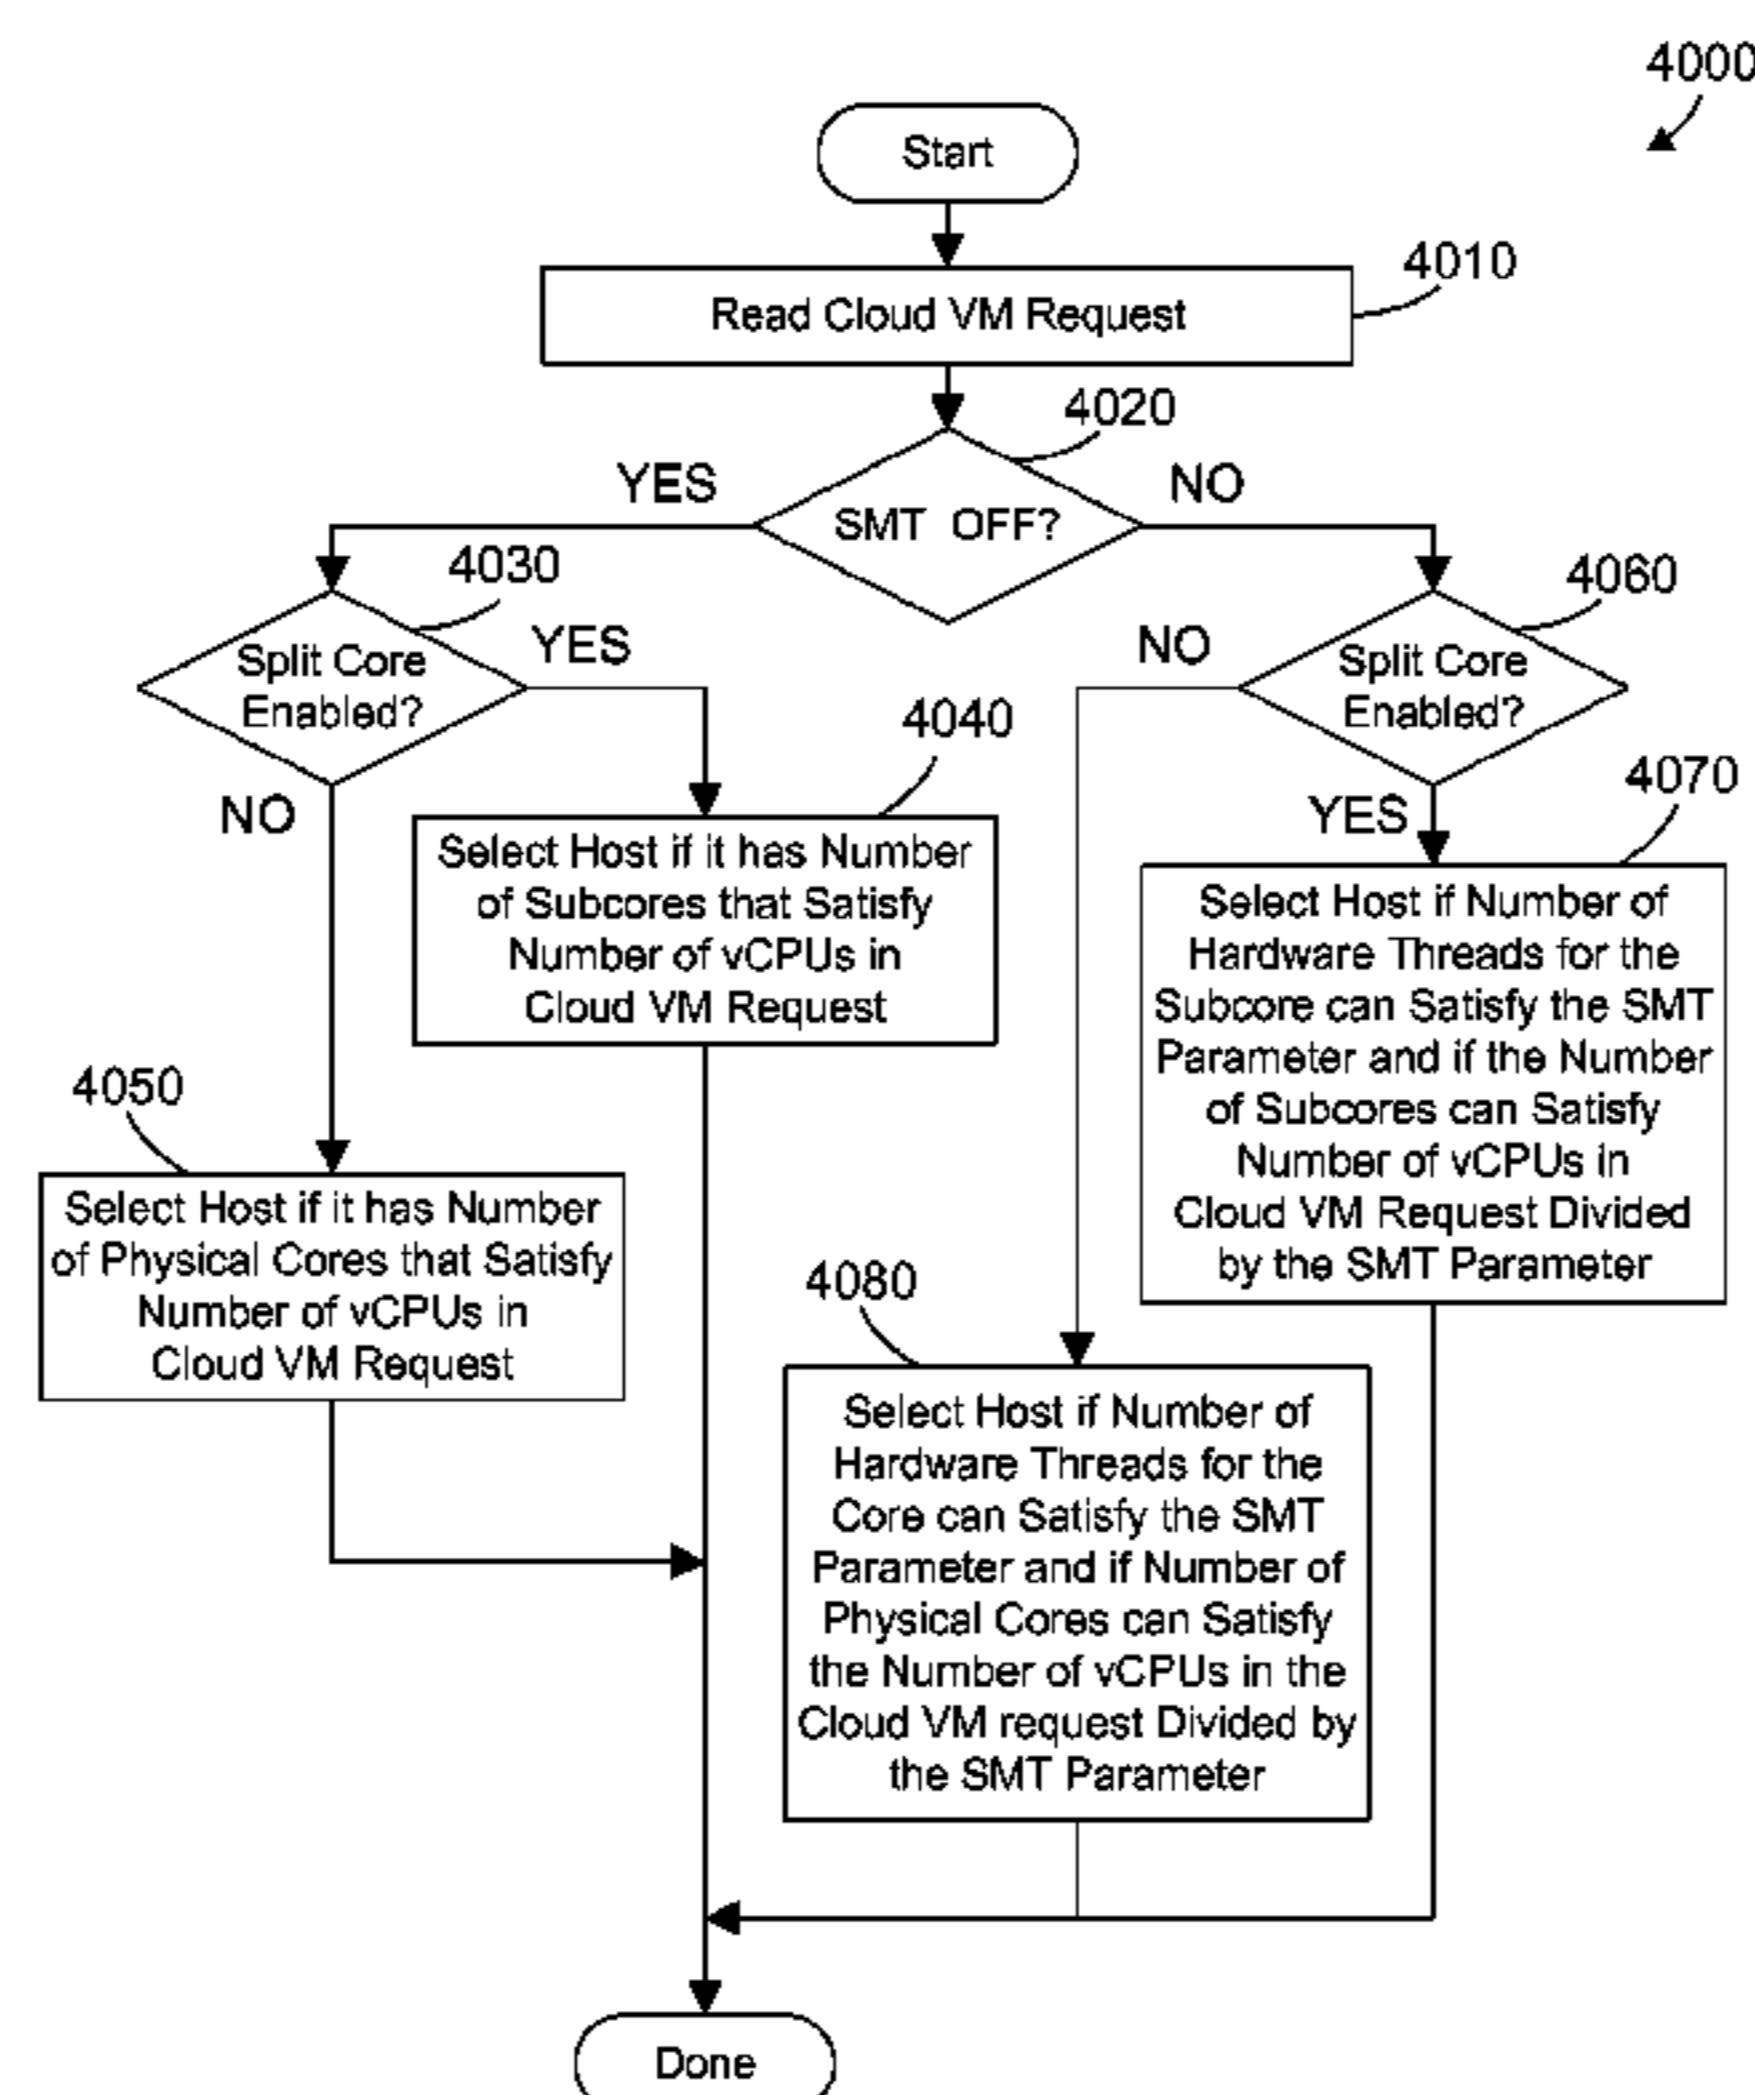 4000
Start
4010
Read Cloud VM Request
4020
YES
NO
SMT OFF?
4030
4060
YES
NO
Split Core
Enabled?
Split Core
Enabled?
4040
4070
NO
YES
Select Host if it has Number
of Subcores that Satisfy
Number of vCPUs in
Cloud VM Request
Select Host if Number of
Hardware Threads for the
Subcore can Satisfy the SMT
Parameter and if the Number
of Subcores can Satisfy
Number of vCPUs in
Cloud VM Request Divided
by the SMT Parameter
4050
Select Host if it has Number
of Physical Cores that Satisfy
Number of vCPUs in
Cloud VM Request
4080
Select Host if Number of
Hardware Threads for the
Core can Satisfy the SMT
Parameter and if Number of
Physical Cores can Satisfy
the Number of vCPUs in the
Cloud VM request Divided by
the SMT Parameter
Done